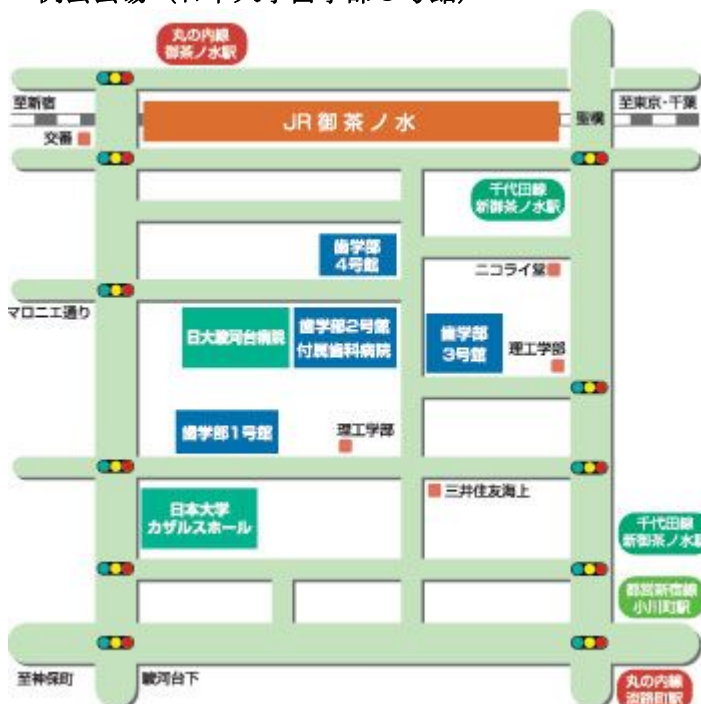 丸の内線
御茶ノ水駅
至新宿
JR御茶ノ水
聖橋
至東京・千葉
交番
千代田線
新御茶ノ水駅
歯学部
4号館
ニコライ堂
マロニエ通り
日大駿河台病院
歯学部2号館
付属歯科病院
歯学部
3号館
理工学部
歯学部1号館
理工学部
三井住友海上
日本大学
カザルスホール
千代田線
新御茶ノ水駅
都営新宿線
小川町駅
至神保町
駿河台下
丸の内線
淡路町駅